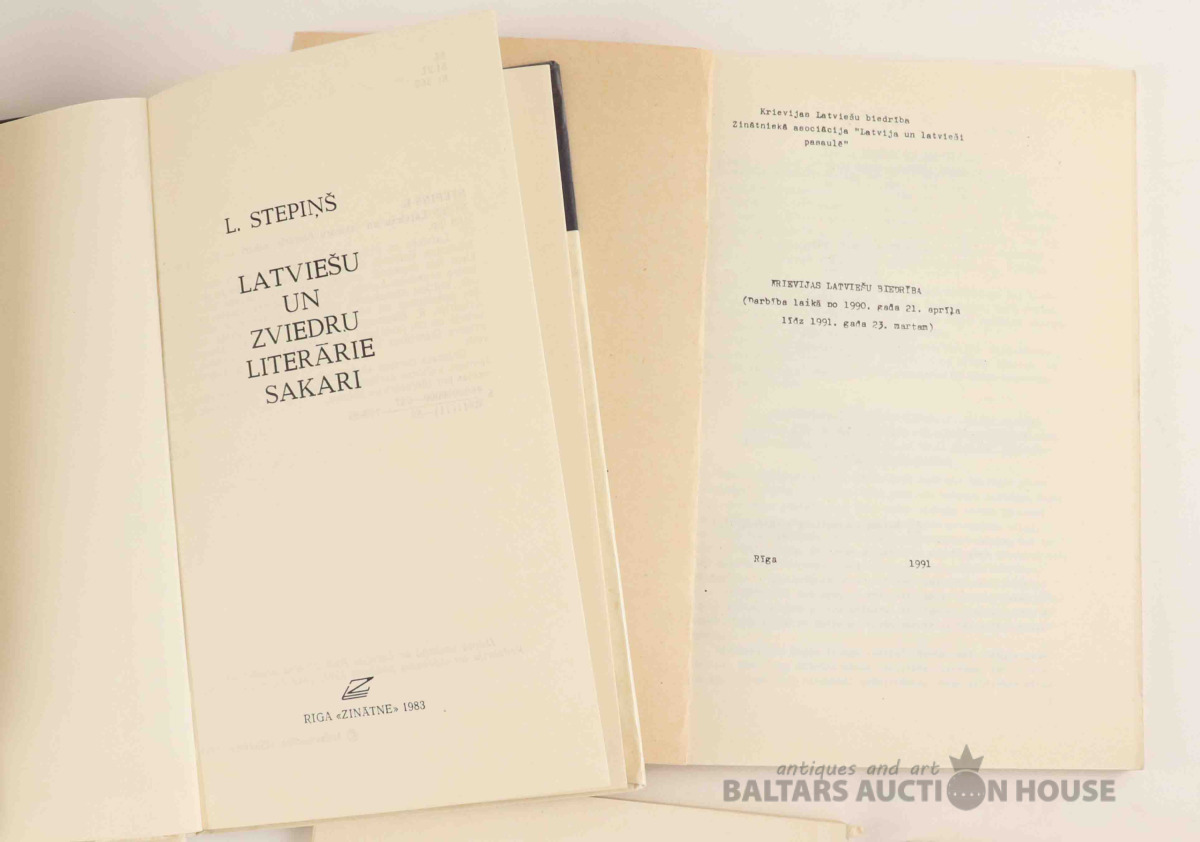 L. STEPIŅŠ
LATVIEŠU
UN
ZVIEDRU
LITERĀRIE
SAKARI
RIGA «ZINĀTNE» 1983
Krievijas Latviešu biedrība
Zinātniekā asociācija "Latvija un latvieši
pasaulē"
KRIEVIJAS LATVIEŠU BIEDRĪBA
(Darbība laikā no 1990. gada 21. aprīļa
līdz 1991. gada 23. martam)
Rīga 1991
antiques and art
BALTARS AUCTION HOUSE